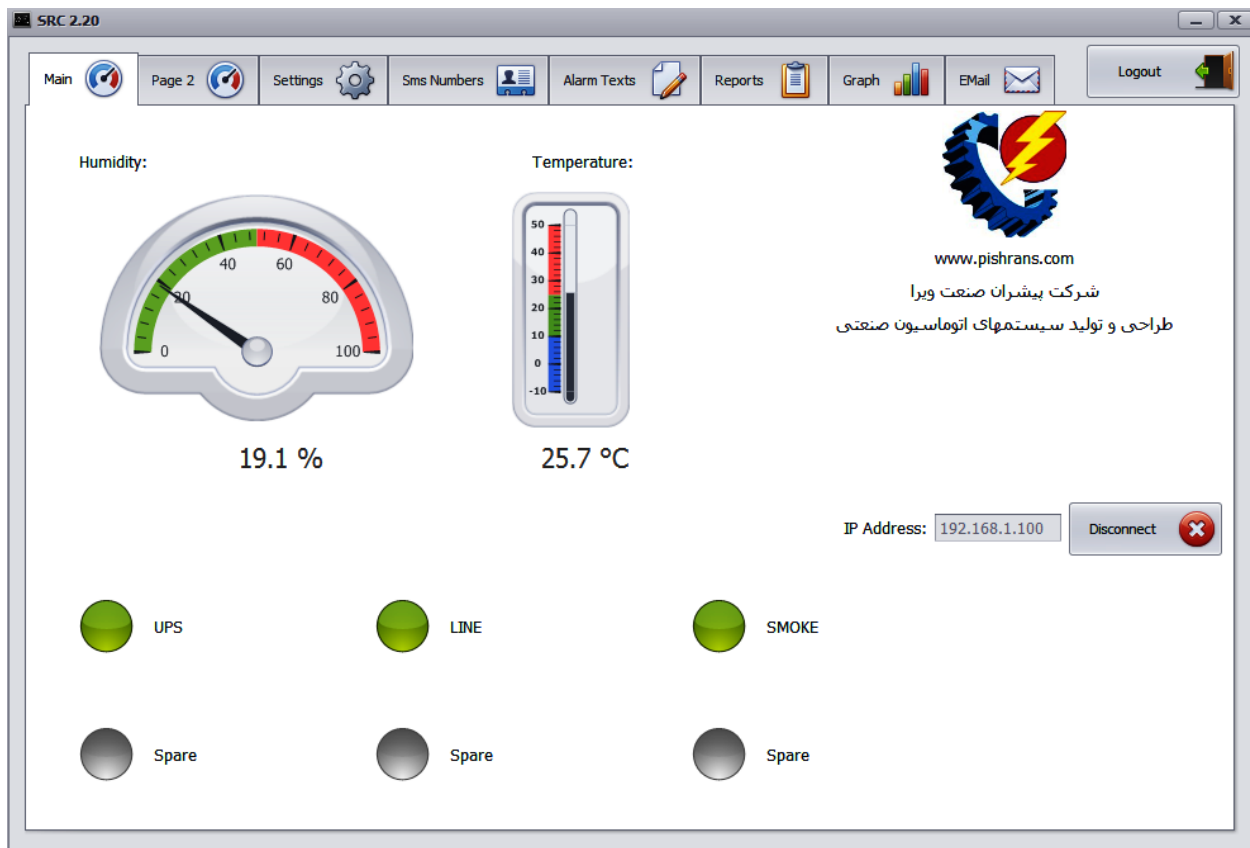 SRC 2.20
Main
Page 2
Settings
Sms Numbers
Alarm Texts
Reports
Graph
EMail
Logout
Humidity:
0
20
40
60
80
100
19.1 %
Temperature:
50
40
30
20
10
0
-10
25.7 °C
www.pishrans.com
شرکت پیشران صنعت ویرا
طراحی و تولید سیستمهای اتوماسیون صنعتی
IP Address: 192.168.1.100 Disconnect
UPS
LINE
SMOKE
Spare
Spare
Spare